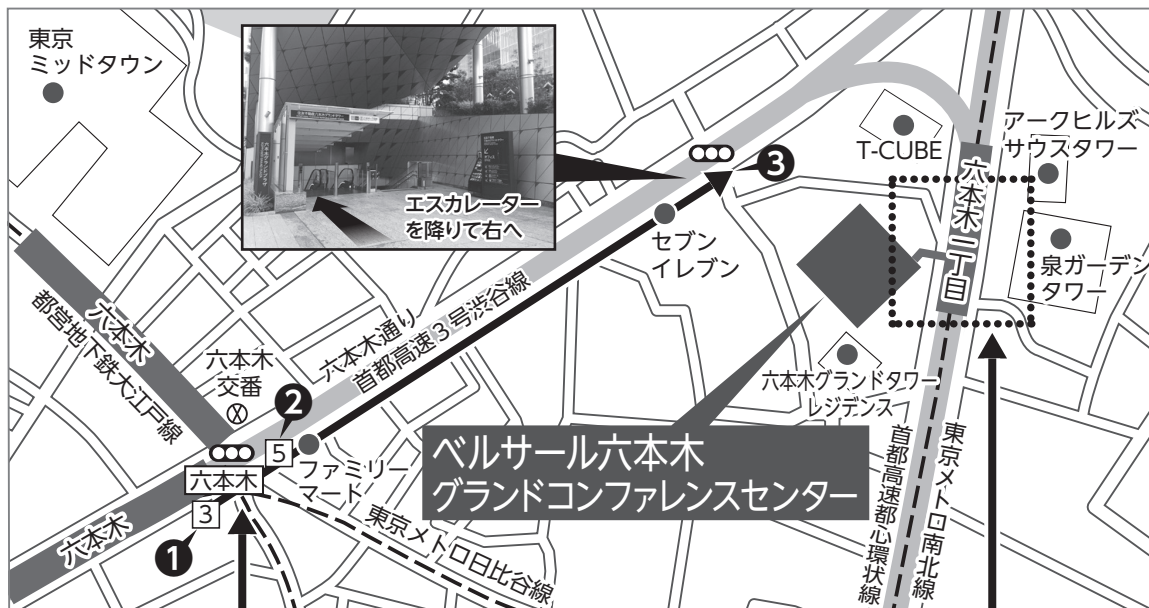 東京
ミッドタウン
エスカレーター
を降りて右へ
3
セブン
イレブン
T-CUBE
アークヒルズ
サウスタワー
六本木一丁目
泉ガーデン
タワー
六本木グランドタワー
レジデンス
六本木
都営地下鉄大江戸線
六本木
交番
六本木通り
首都高速3号渋谷線
2
5
ファミリー
マート
六本木
3
1
六本木
東京メトロ日比谷線
ベルサール六本木
グランドコンファレンスセンター
首都高速都心環状線
東京メトロ南北線